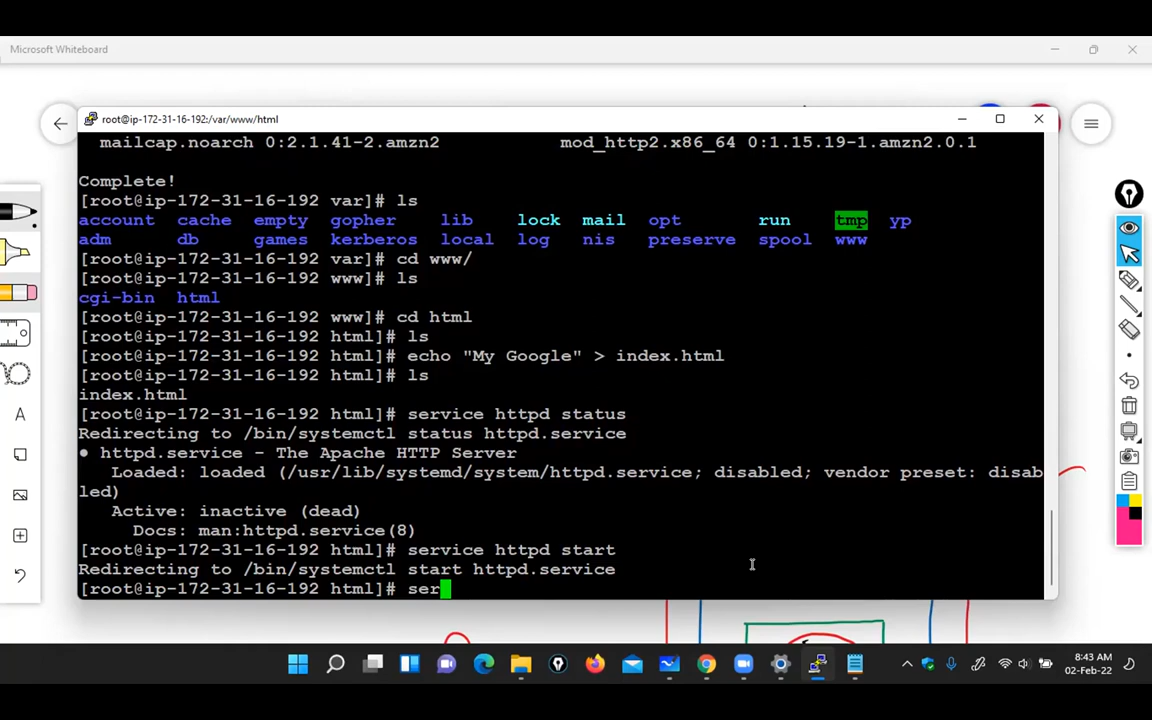 Microsoft Whiteboard
root@ip-172-31-16-192:/var/www/html
mailcap.noarch 0:2.1.41-2.amzn2 mod_http2.x86_64 0:1.15.19-1.amzn2.0.1
Complete!
[root@ip-172-31-16-192 var]# ls
account cache empty gopher lib lock mail opt run tmp yp
adm db games kerberos local log nis preserve spool www
[root@ip-172-31-16-192 var]# cd www/
[root@ip-172-31-16-192 www]# ls
cgi-bin html
[root@ip-172-31-16-192 www]# cd html
[root@ip-172-31-16-192 html]# ls
[root@ip-172-31-16-192 html]# echo "My Google" > index.html
[root@ip-172-31-16-192 html]# ls
index.html
[root@ip-172-31-16-192 html]# service httpd status
Redirecting to /bin/systemctl status httpd.service
● httpd.service - The Apache HTTP Server
Loaded: loaded (/usr/lib/systemd/system/httpd.service; disabled; vendor preset: disab
led)
Active: inactive (dead)
Docs: man:httpd.service(8)
[root@ip-172-31-16-192 html]# service httpd start
Redirecting to /bin/systemctl start httpd.service
[root@ip-172-31-16-192 html]# ser
A
8:43 AM
02-Feb-22